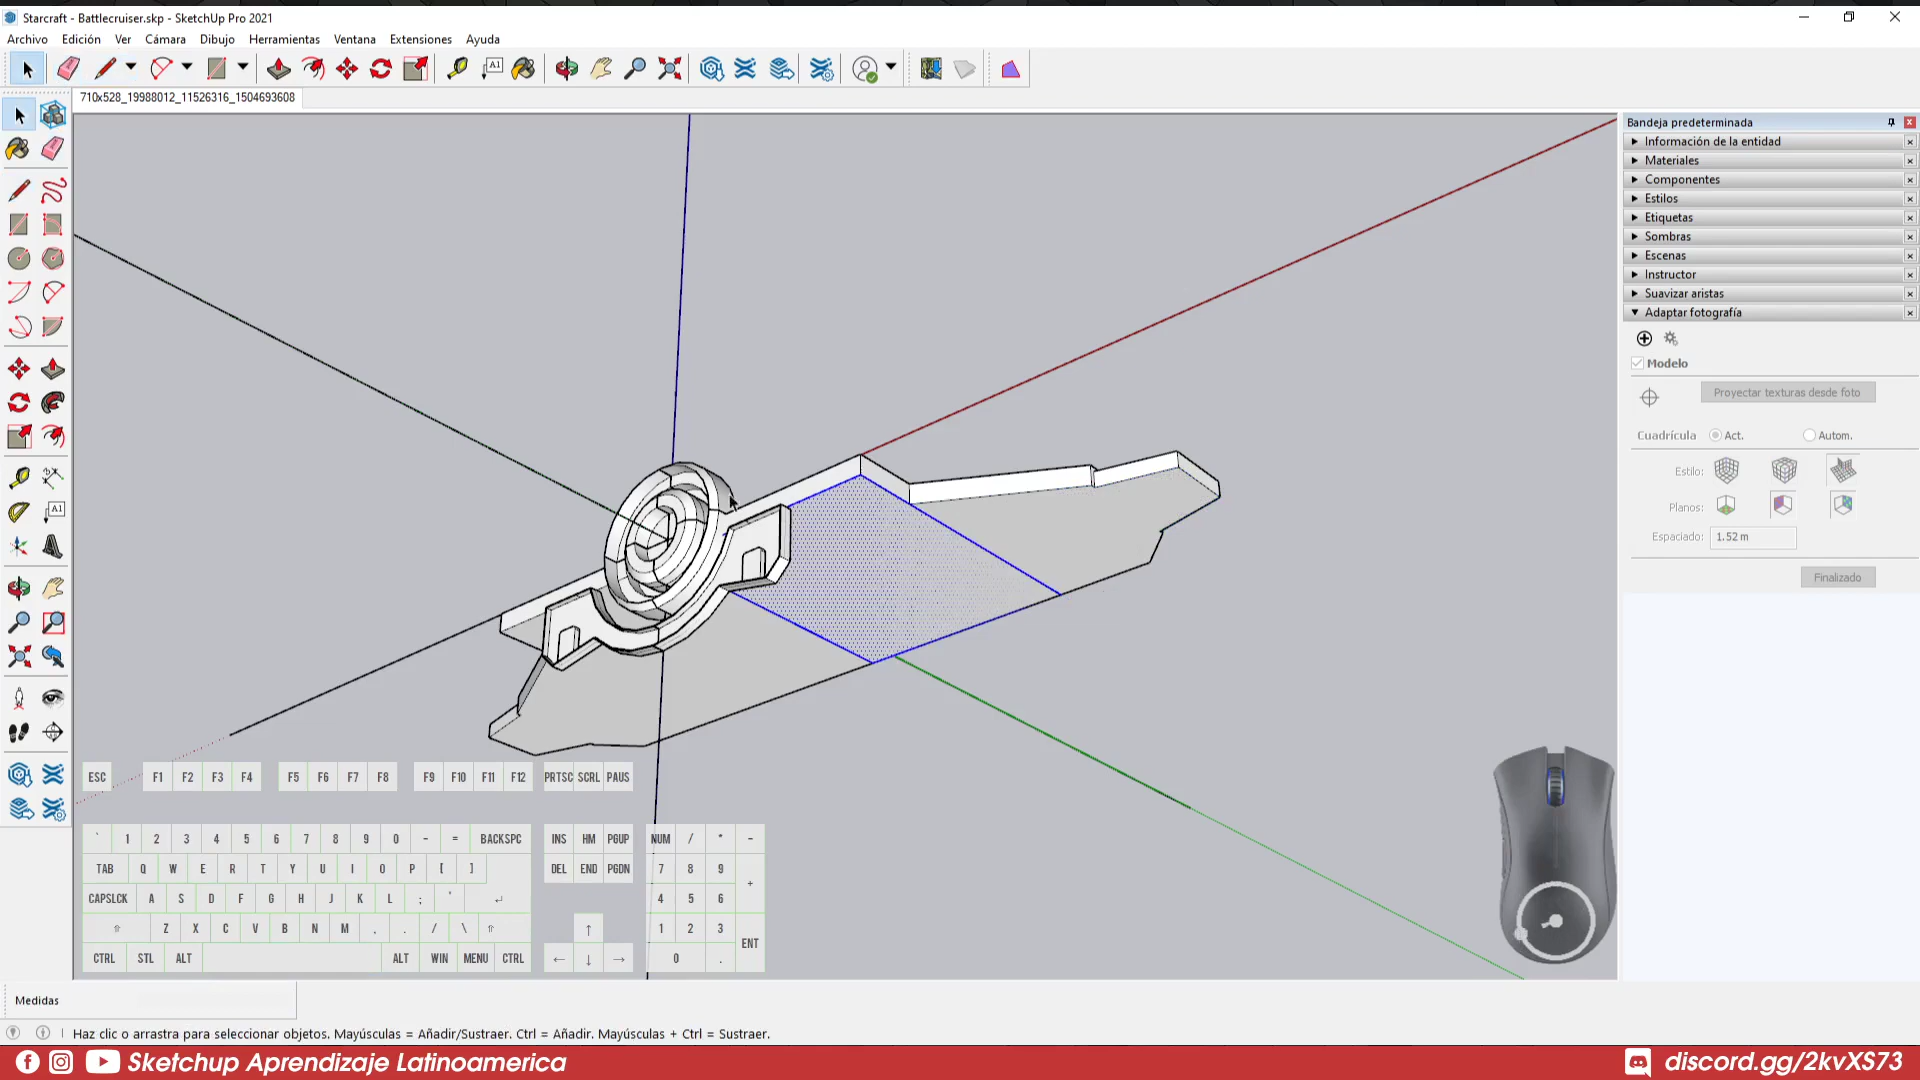 Starcraft - Battlecruiser.skp - SketchUp Pro 2021
Archivo Edición Ver Cámara Dibujo Herramientas Ventana Extensiones Ayuda
710x528_19988012_11526316_1504693608
Bandeja predeterminada
Información de la entidad
Materiales
Componentes
Estilos
Etiquetas
Sombras
Escenas
Instructor
Suavizar aristas
Adaptar fotografía
Modelo
Proyectar texturas desde foto
Cuadrícula Act. Autom.
Estilo:
Planos:
Espaciado: 1.52 m
Finalizado
ESC F1 F2 F3 F4 F5 F6 F7 F8 F9 F10 F11 F12 PRTSC SCRL PAUS
` 1 2 3 4 5 6 7 8 9 0 - = BACKSPC INS HM PGUP NUM / * -
TAB Q W E R T Y U I O P [ ] DEL END PGDN 7 8 9 +
CAPSLCK A S D F G H J K L ; ' ↵ 4 5 6
⇧ Z X C V B N M , . / \ ⇧ ↑ 1 2 3 ENT
CTRL STL ALT ALT WIN MENU CTRL ← ↓ → 0 .
Medidas
Haz clic o arrastra para seleccionar objetos. Mayúsculas = Añadir/Sustraer. Ctrl = Añadir. Mayúsculas + Ctrl = Sustraer.
Sketchup Aprendizaje Latinoamerica discord.gg/2kvXS73